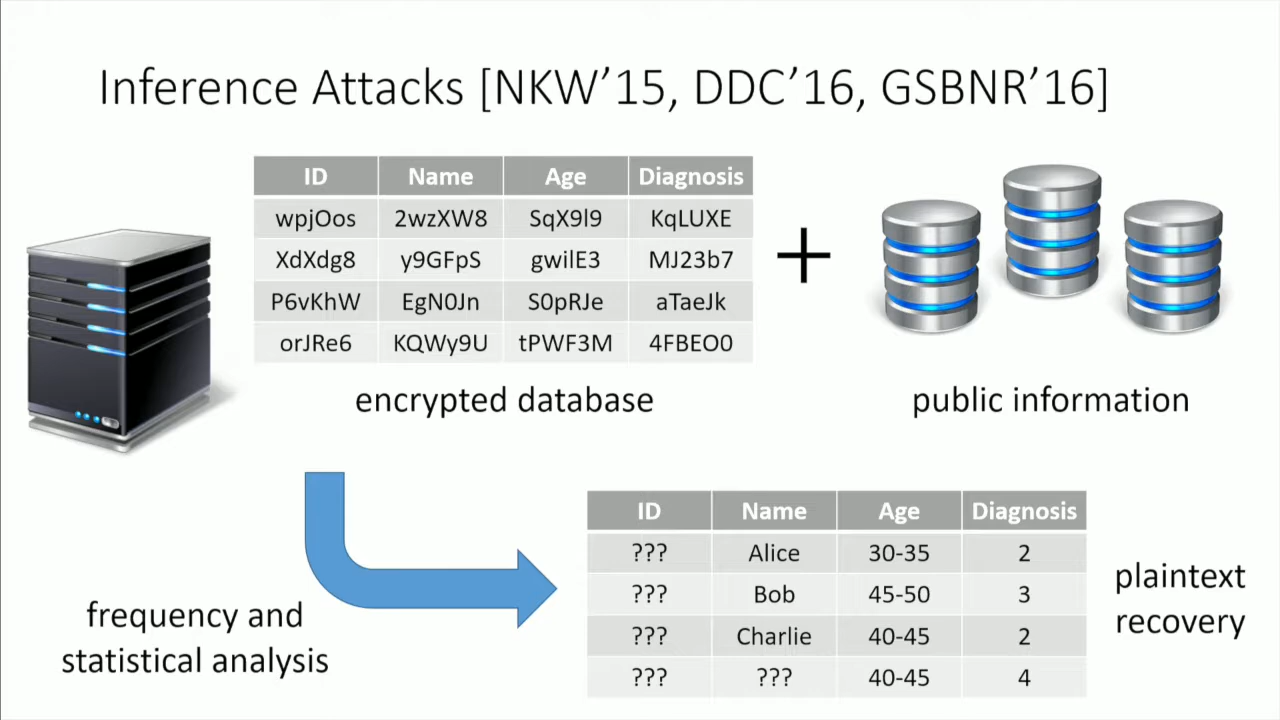 Inference Attacks [NKW’15, DDC’16, GSBNR’16]
ID Name Age Diagnosis
wpjOos 2wzXW8 SqX9l9 KqLUXE
XdXdg8 y9GFpS gwilE3 MJ23b7
P6vKhW EgN0Jn S0pRJe aTaeJk
orJRe6 KQWy9U tPWF3M 4FBEO0
+
encrypted database
public information
frequency and
statistical analysis
ID Name Age Diagnosis
??? Alice 30-35 2
??? Bob 45-50 3
??? Charlie 40-45 2
??? ??? 40-45 4
plaintext
recovery